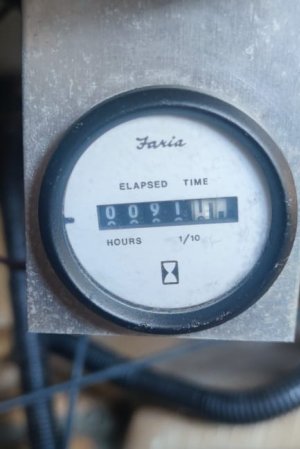 Faria
ELAPSED TIME
0091
HOURS 1/10